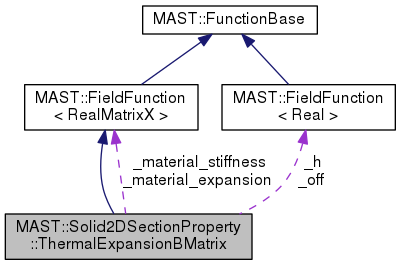 MAST::FunctionBase
MAST::FieldFunction
< RealMatrixX >
MAST::FieldFunction
< Real >
_material_stiffness
_material_expansion
_h
_off
MAST::Solid2DSectionProperty
::ThermalExpansionBMatrix